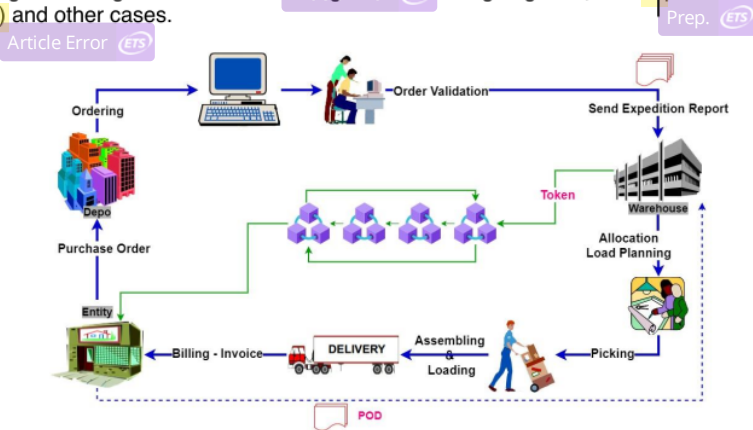 ) and other cases.
Article Error ETS
Prep. ETS
Ordering
Order Validation
Send Expedition Report
Depo
Token
Warehouse
Purchase Order
Allocation
Load Planning
Entity
Billing - Invoice
DELIVERY
Assembling
&
Loading
Picking
POD